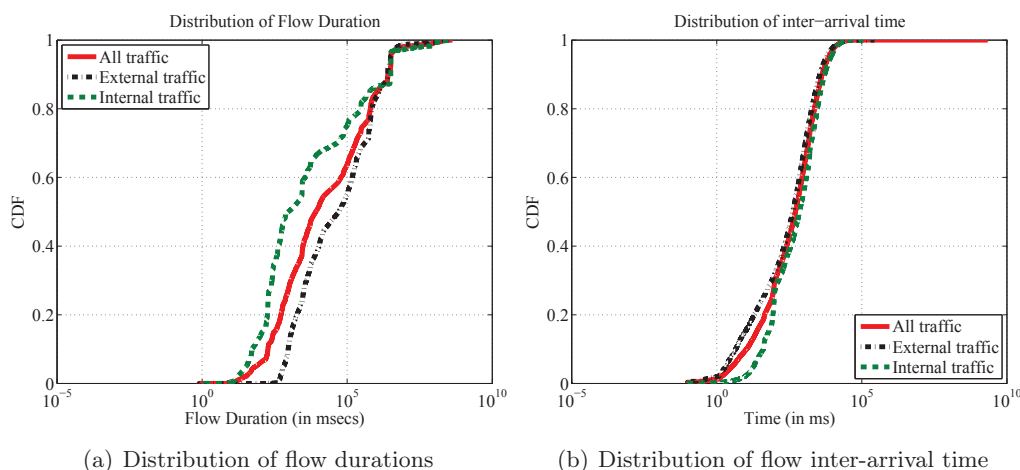 Distribution of Flow Duration
1
0.8
0.6
0.4
0.2
0
CDF
All traffic
External traffic
Internal traffic
10^-5
10^0
10^5
10^10
Flow Duration (in msecs)
(a) Distribution of flow durations
Distribution of inter−arrival time
1
0.8
0.6
0.4
0.2
0
CDF
All traffic
External traffic
Internal traffic
10^-5
10^0
10^5
10^10
Time (in ms)
(b) Distribution of flow inter-arrival time